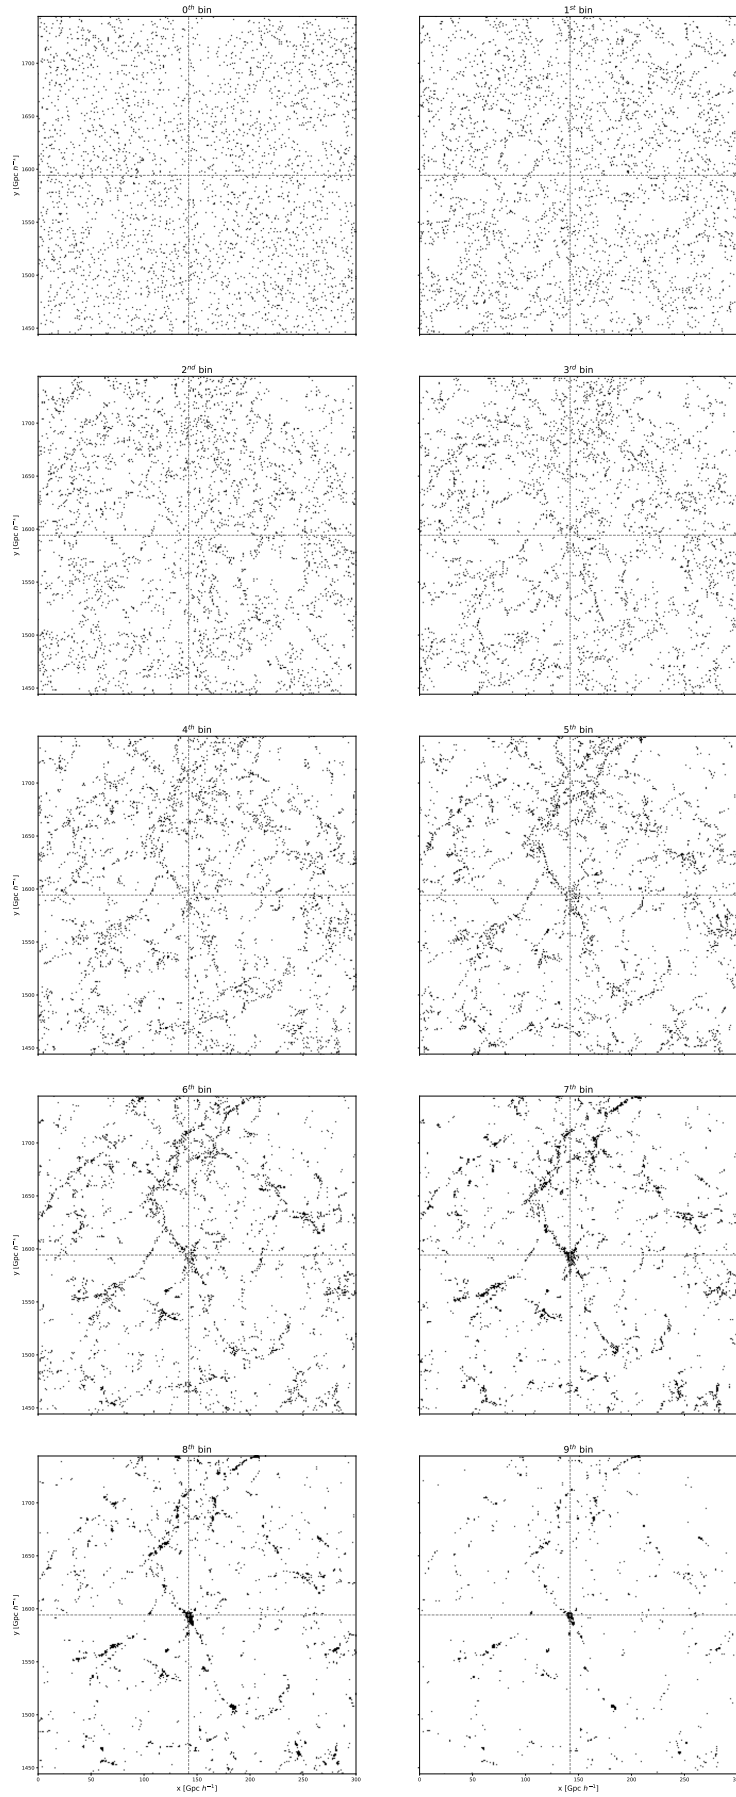 0th bin
1st bin
1700
1650
1600
1550
1500
1450
y [Gpc h−1]
2nd bin
3rd bin
1700
1650
1600
1550
1500
1450
y [Gpc h−1]
4th bin
5th bin
1700
1650
1600
1550
1500
1450
y [Gpc h−1]
6th bin
7th bin
1700
1650
1600
1550
1500
1450
y [Gpc h−1]
8th bin
9th bin
1700
1650
1600
1550
1500
1450
y [Gpc h−1]
0 50 100 150 200 250 300
0 50 100 150 200 250 300
x [Gpc h−1]
x [Gpc h−1]